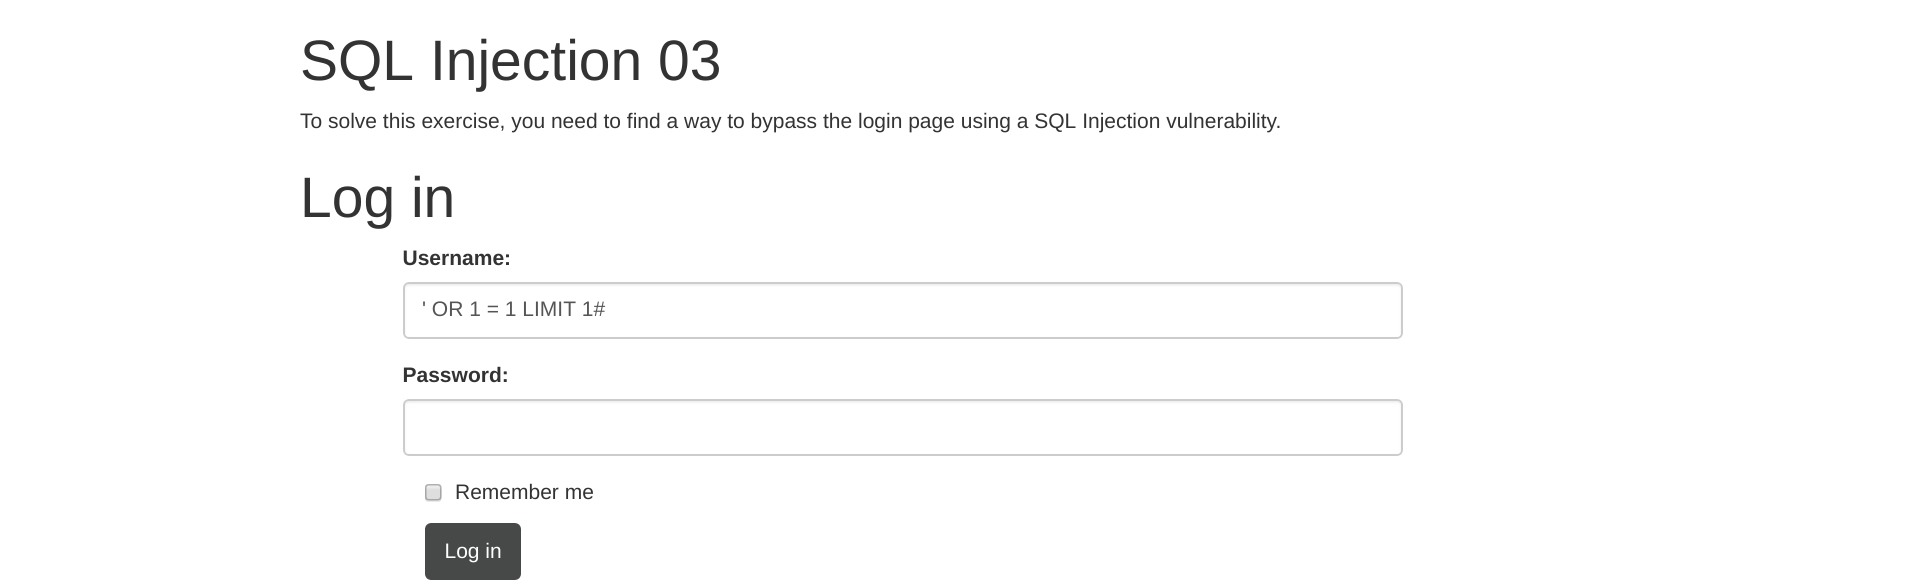 SQL Injection 03
To solve this exercise, you need to find a way to bypass the login page using a SQL Injection vulnerability.
Log in
Username:
' OR 1 = 1 LIMIT 1#
Password:
Remember me
Log in